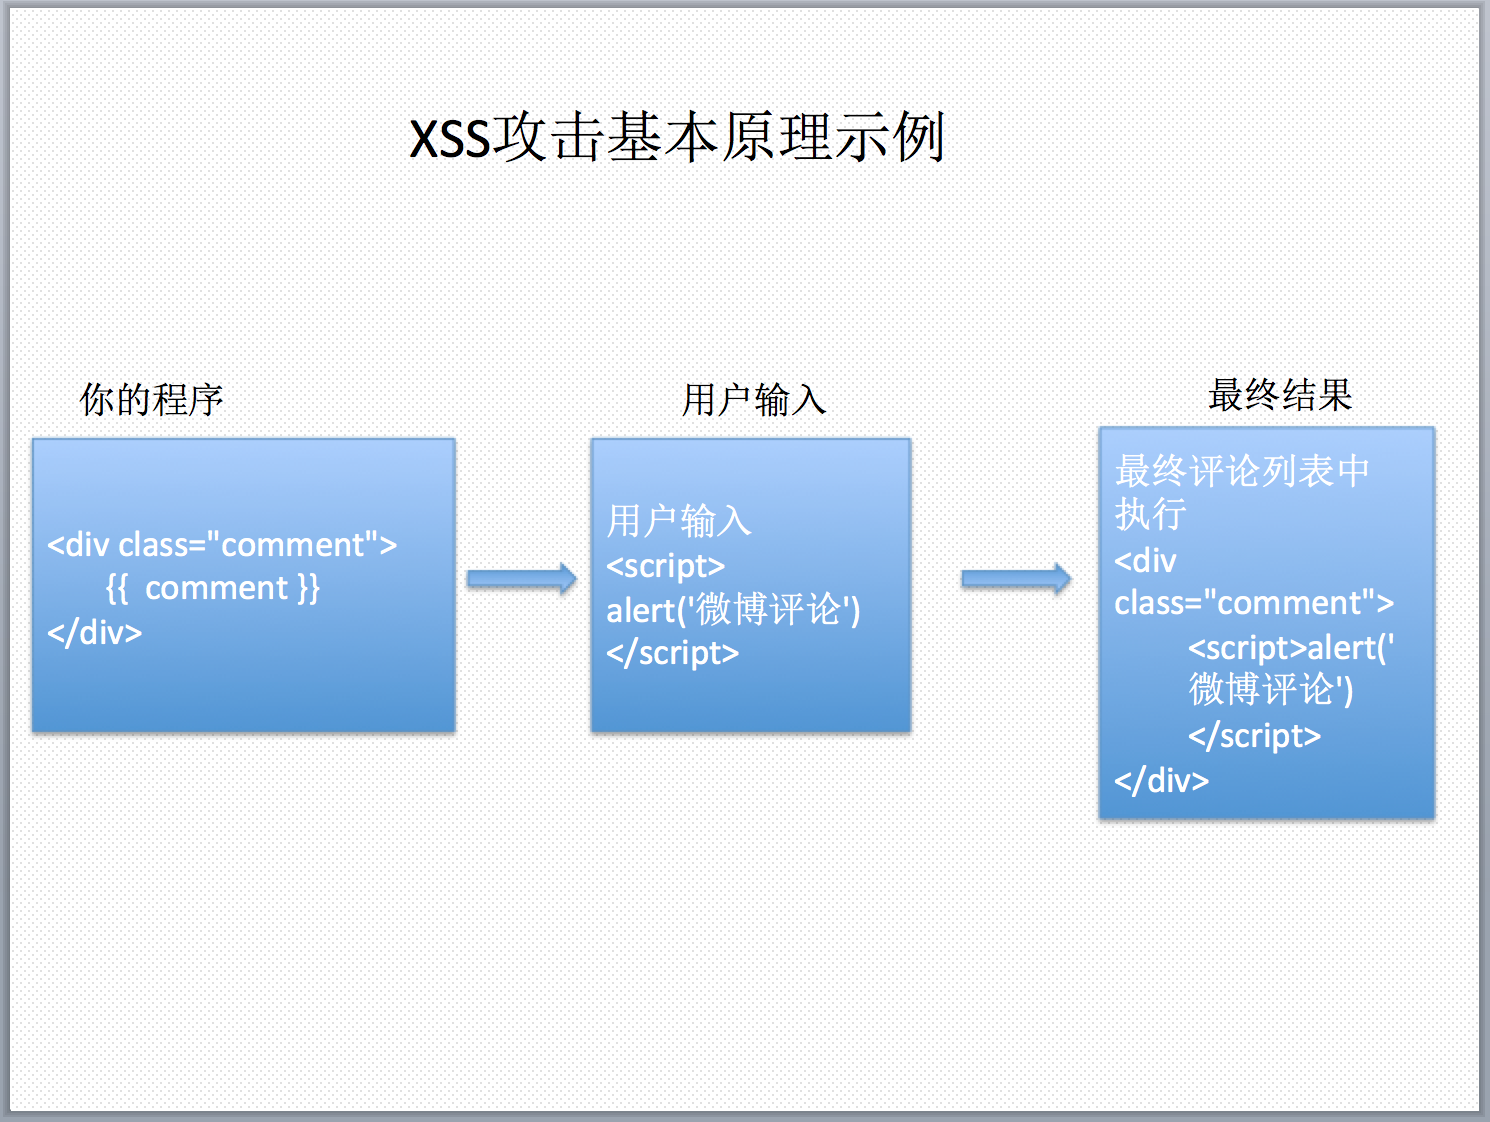 XSS攻击基本原理示例
你的程序
<div class="comment">
{{  comment }}
</div>
用户输入
用户输入
<script>
alert('微博评论')
</script>
最终结果
最终评论列表中
执行
<div
class="comment">
<script>alert('
微博评论')
</script>
</div>